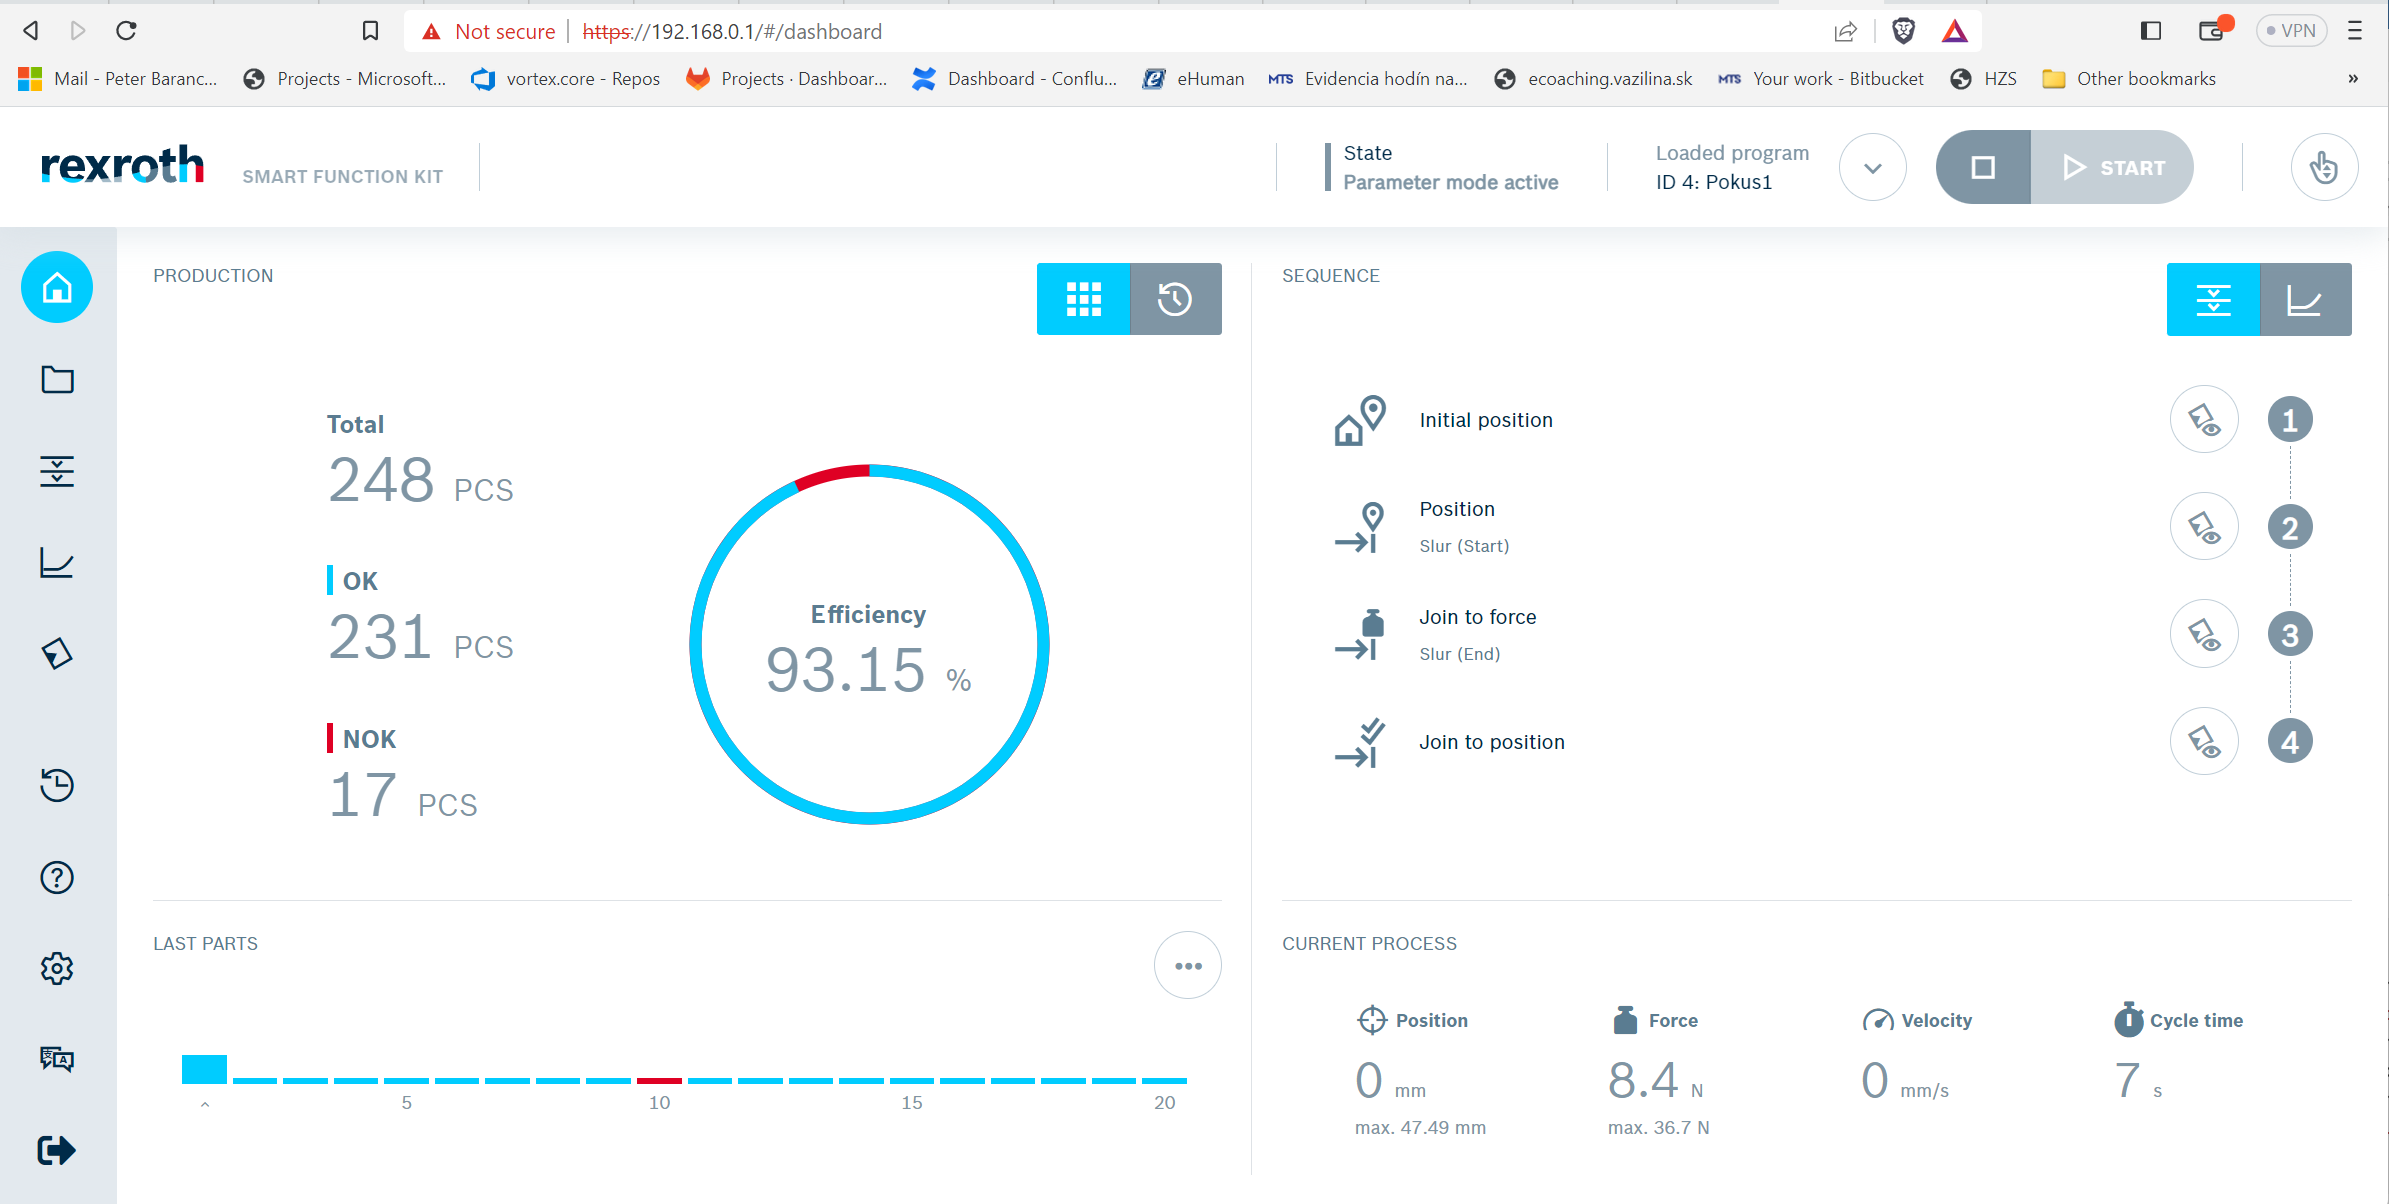 Not secure https://192.168.0.1/#/dashboard VPN
Mail - Peter Baranc... Projects - Microsoft... vortex.core - Repos Projects · Dashboar... Dashboard - Conflu... eHuman MTS Evidencia hodín na... ecoaching.vazilina.sk MTS Your work - Bitbucket HZS Other bookmarks »
rexroth SMART FUNCTION KIT
State
Parameter mode active
Loaded program
ID 4: Pokus1
START
PRODUCTION
Total
248 PCS
OK
231 PCS
NOK
17 PCS
Efficiency
93.15 %
SEQUENCE
Initial position 1
Position
Slur (Start)
2
Join to force
Slur (End)
3
Join to position 4
LAST PARTS
5 10 15 20
CURRENT PROCESS
Position Force Velocity Cycle time
0 mm 8.4 N 0 mm/s 7 s
max. 47.49 mm max. 36.7 N